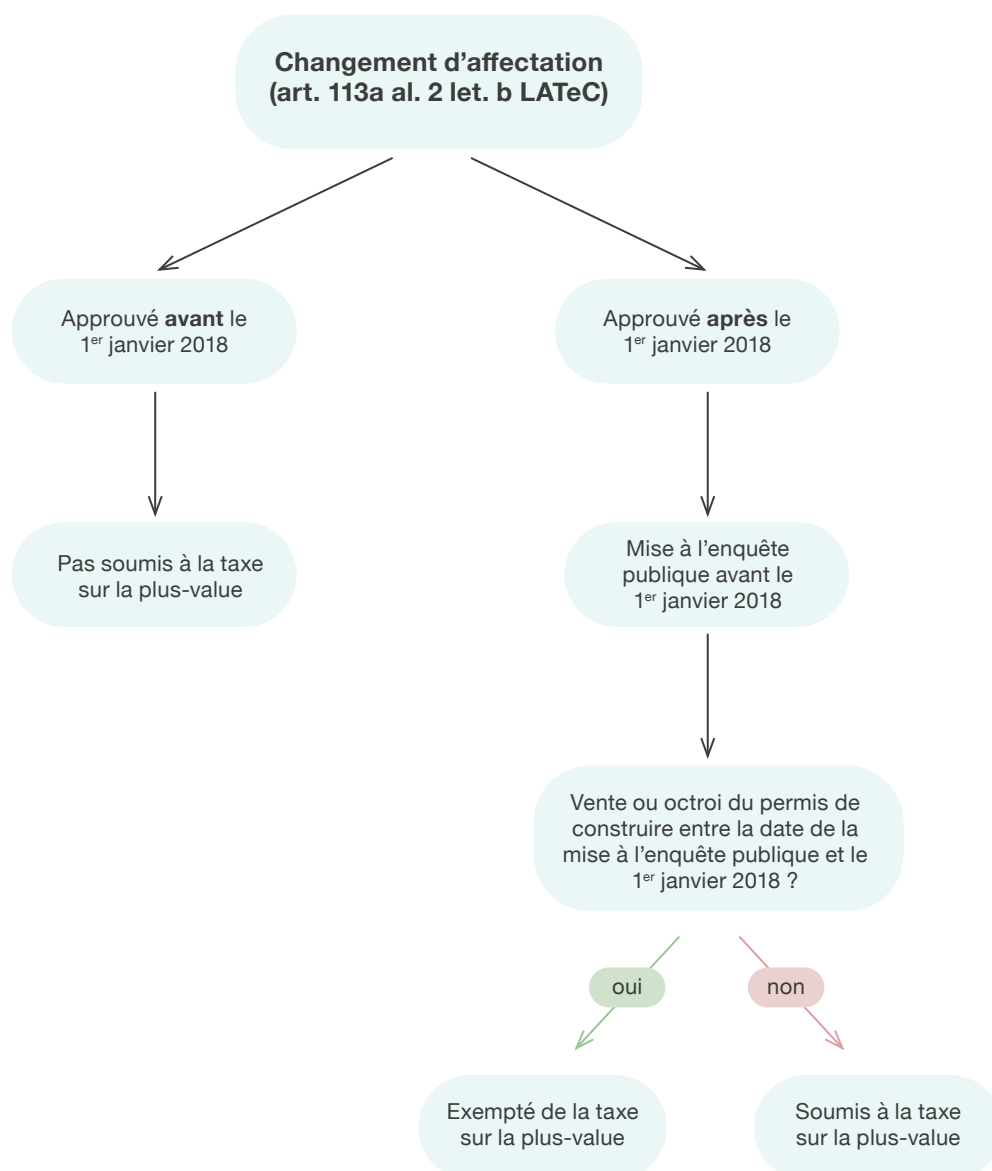 Changement d’affectation
(art. 113a al. 2 let. b LATeC)
Approuvé avant le
1er janvier 2018
Approuvé après le
1er janvier 2018
Pas soumis à la taxe
sur la plus-value
Mise à l’enquête
publique avant le
1er janvier 2018
Vente ou octroi du permis de
construire entre la date de la
mise à l’enquête publique et le
1er janvier 2018 ?
oui
non
Exempté de la taxe
sur la plus-value
Soumis à la taxe
sur la plus-value